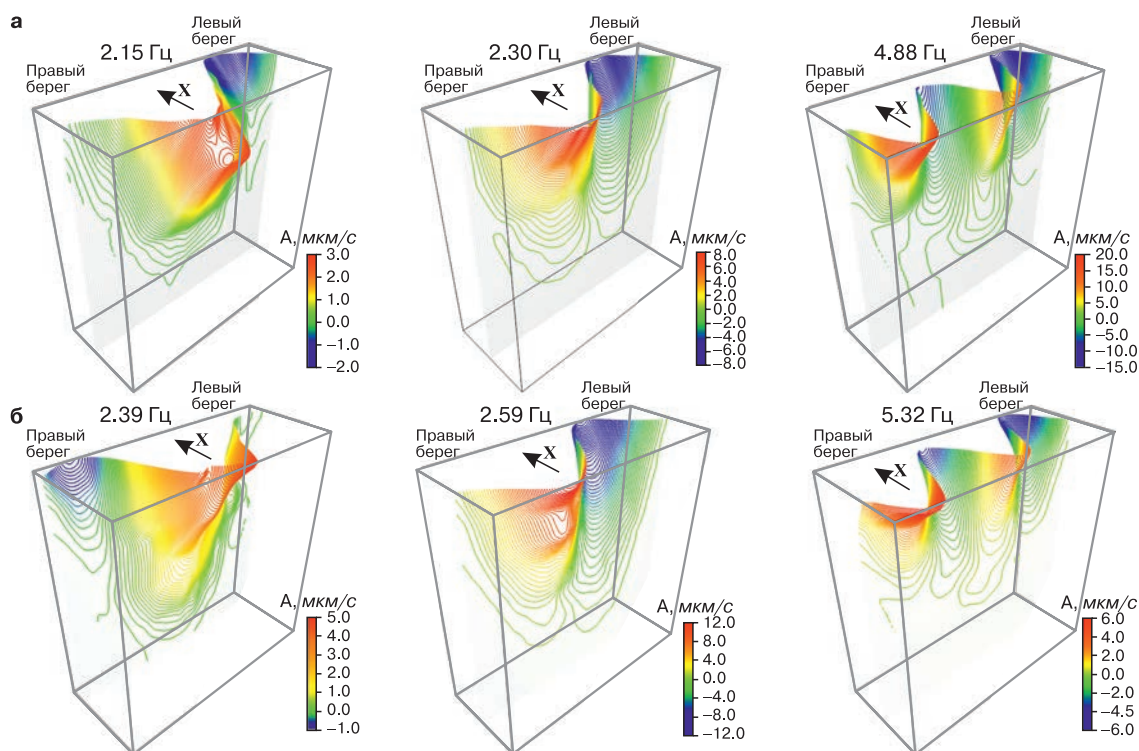 а
2.15 Гц
Левый
берег
Правый
берег
X
А, мкм/с
3.0
2.0
1.0
0.0
−1.0
−2.0
2.30 Гц
Левый
берег
Правый
берег
X
А, мкм/с
8.0
6.0
4.0
2.0
0.0
−2.0
−4.0
−6.0
−8.0
4.88 Гц
Левый
берег
Правый
берег
X
А, мкм/с
20.0
15.0
10.0
5.0
0.0
−5.0
−10.0
−15.0
б
2.39 Гц
Левый
берег
Правый
берег
X
А, мкм/с
5.0
4.0
3.0
2.0
1.0
0.0
−1.0
2.59 Гц
Левый
берег
Правый
берег
X
А, мкм/с
12.0
8.0
4.0
0.0
−4.0
−8.0
−12.0
5.32 Гц
Левый
берег
Правый
берег
X
А, мкм/с
6.0
4.0
2.0
0.0
−2.0
−4.5
−6.0